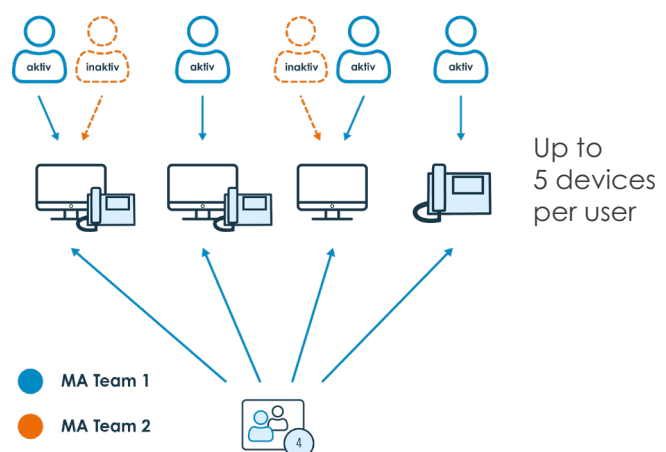 aktiv
inaktiv
aktiv
inaktiv
aktiv
aktiv
Up to
5 devices
per user
MA Team 1
MA Team 2
4